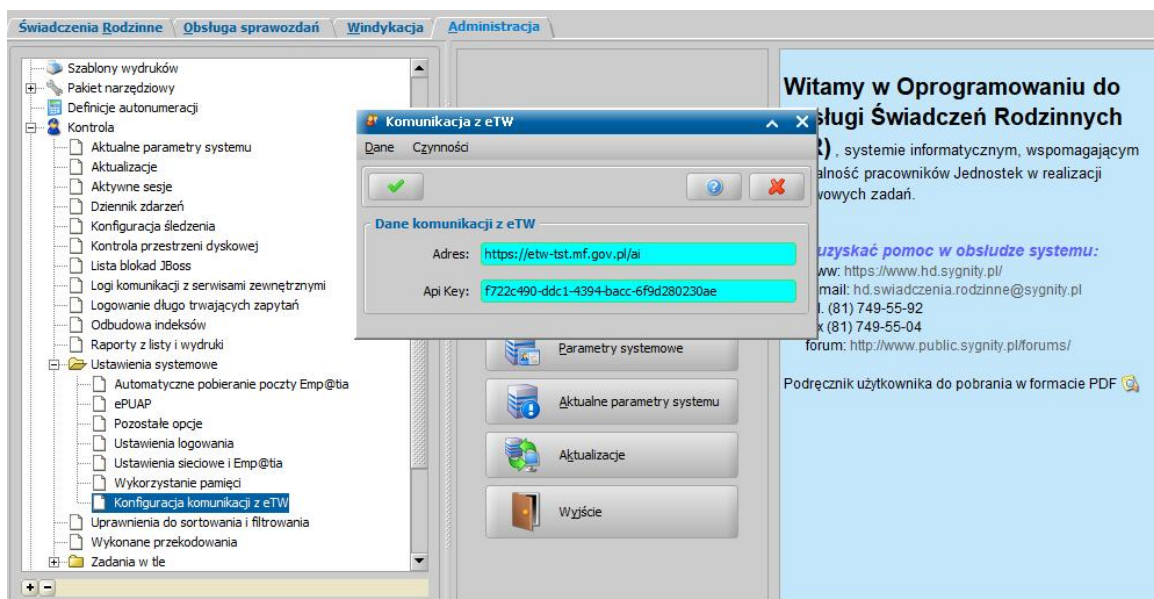 Świadczenia Rodzinne
Obsługa sprawozdań
Windykacja
Administracja
Szablony wydruków
Pakiet narzędziowy
Definicje autonumeracji
Kontrola
Aktualne parametry systemu
Aktualizacje
Aktywne sesje
Dziennik zdarzeń
Konfiguracja śledzenia
Kontrola przestrzeni dyskowej
Lista blokad JBoss
Logi komunikacji z serwisami zewnętrznymi
Logowanie długo trwających zapytań
Odbudowa indeksów
Raporty z listy i wydruki
Ustawienia systemowe
Automatyczne pobieranie poczty Emp@tia
ePUAP
Pozostałe opcje
Ustawienia logowania
Ustawienia sieciowe i Emp@tia
Wykorzystanie pamięci
Konfiguracja komunikacji z eTW
Uprawnienia do sortowania i filtrowania
Wykonane przekodowania
Zadania w tle
Komunikacja z eTW
Dane Czynności
Dane komunikacji z eTW
Adres: https://etw-tst.mf.gov.pl/ai
Api Key: f722c490-ddc1-4394-bacc-6f9d280230ae
Parametry systemowe
Aktualne parametry systemu
Aktualizacje
Wyjście
Witamy w Oprogramowaniu do
sługi Świadczeń Rodzinnych
R) , systemie informatycznym, wspomagającym
alność pracowników Jednostek w realizacji
wowych zadań.
uzyskać pomoc w obsłudze systemu:
ww: https://www.hd.sygnity.pl/
mail: hd.swiadczenia.rodzinne@sygnity.pl
l. (81) 749-55-92
x (81) 749-55-04
forum: http://www.public.sygnity.pl/forums/
Podręcznik użytkownika do pobrania w formacie PDF